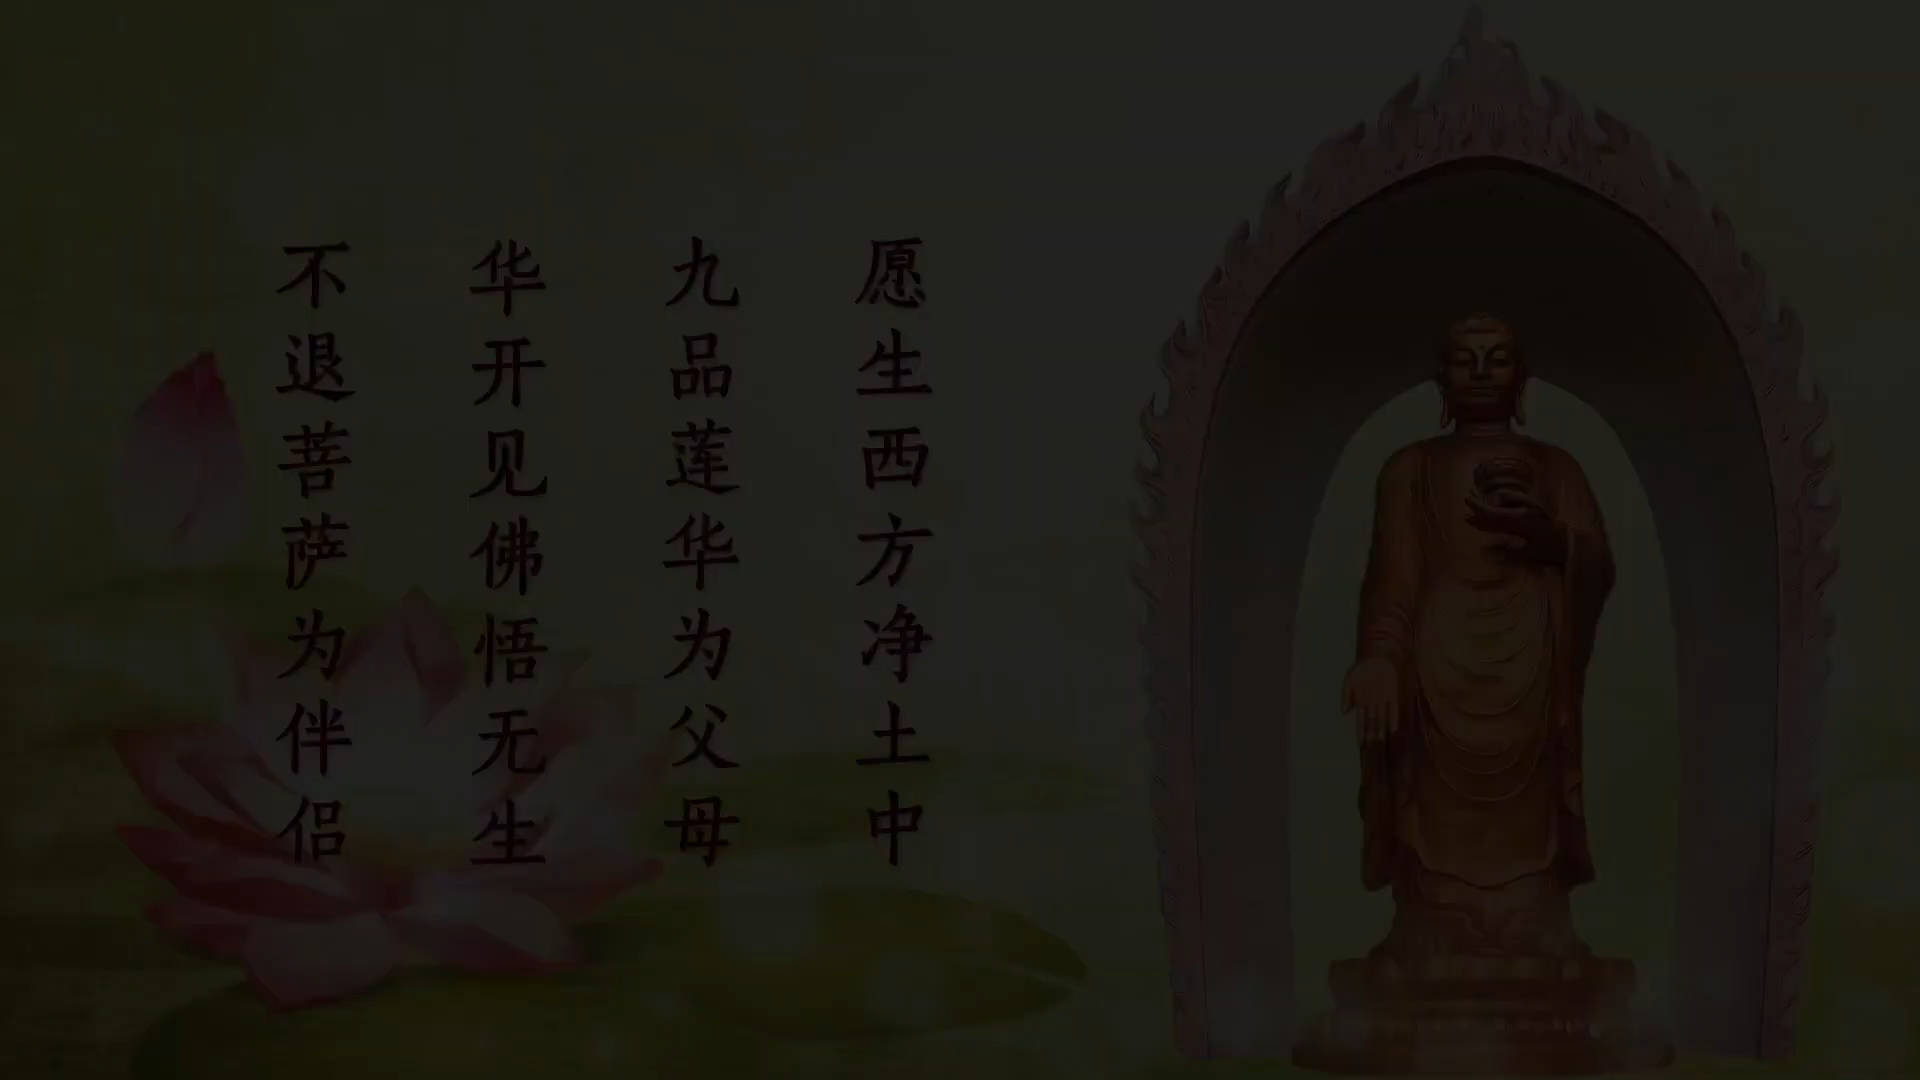 愿生西方净土中
九品莲华为父母
华开见佛悟无生
不退菩萨为伴侣